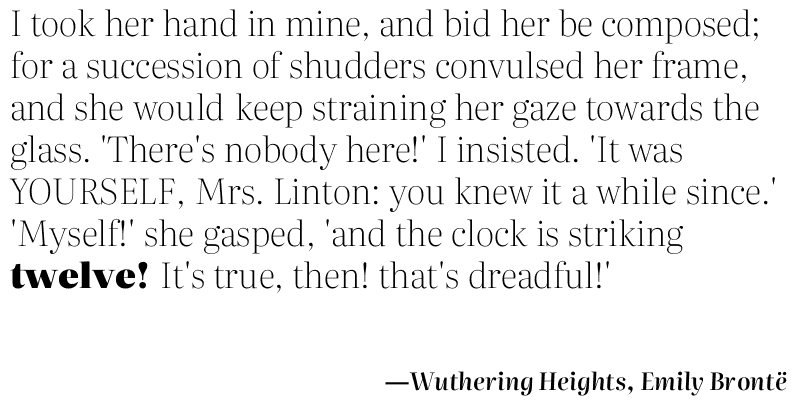 I took her hand in mine, and bid her be composed;
for a succession of shudders convulsed her frame,
and she would keep straining her gaze towards the
glass. 'There's nobody here!' I insisted. 'It was
YOURSELF, Mrs. Linton: you knew it a while since.'
'Myself!' she gasped, 'and the clock is striking
twelve! It's true, then! that's dreadful!'
—Wuthering Heights, Emily Brontë